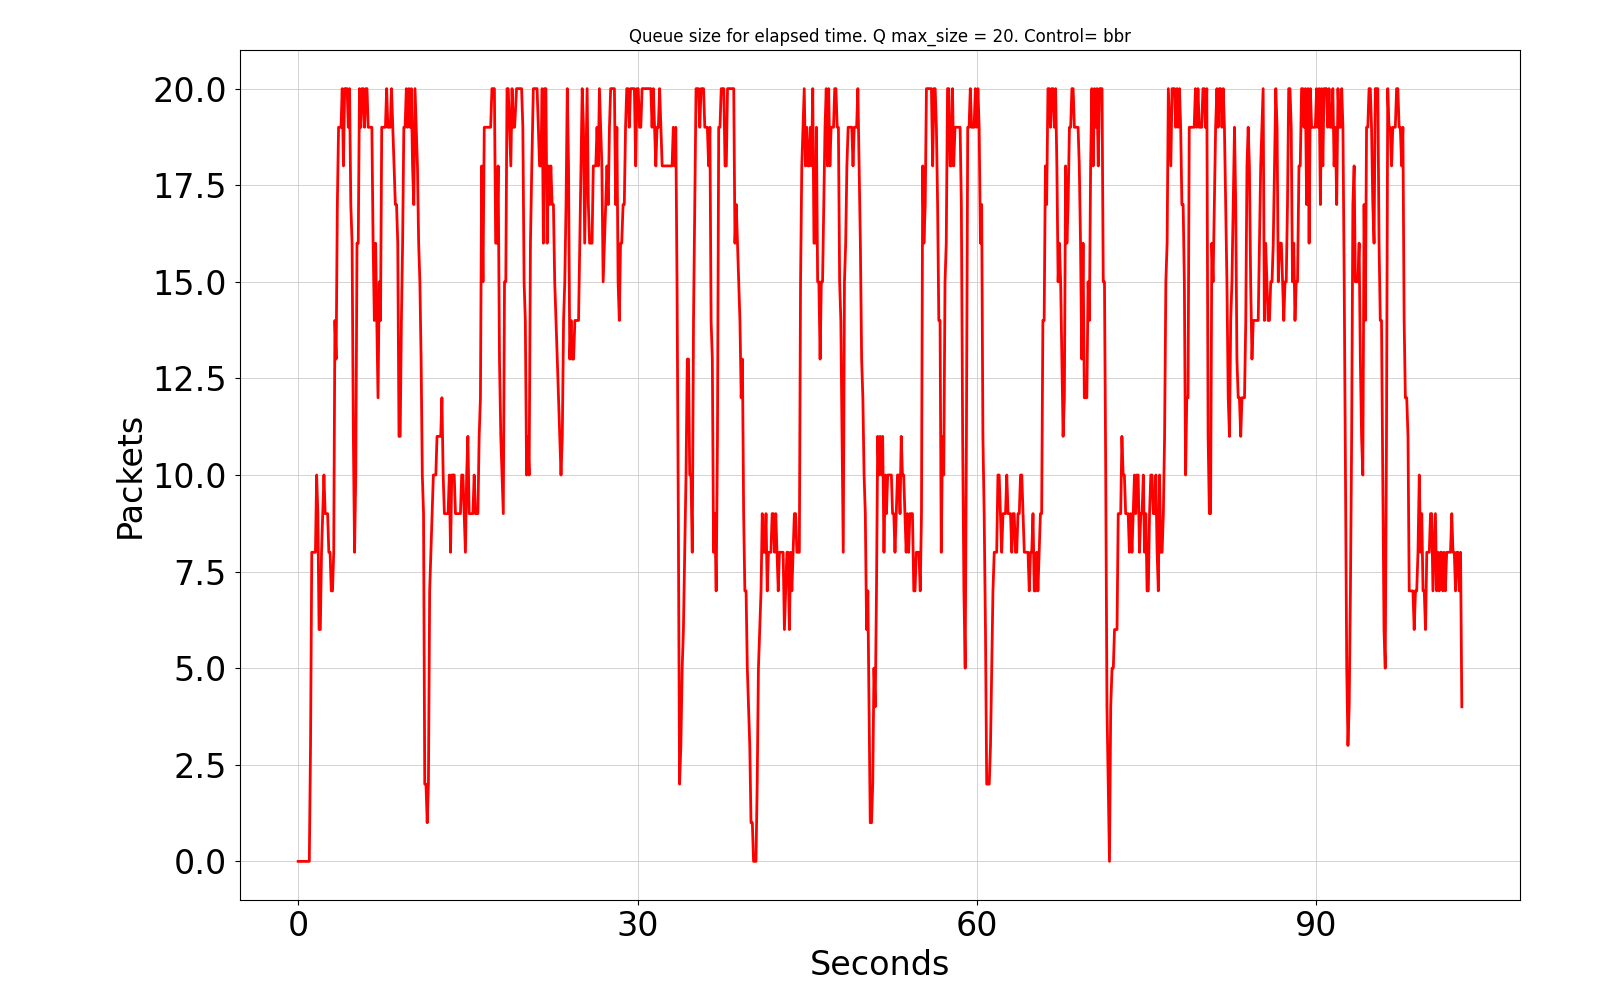 Queue size for elapsed time. Q max_size = 20. Control= bbr
20.0
17.5
15.0
12.5
10.0
7.5
5.0
2.5
0.0
Packets
0 30 60 90
Seconds